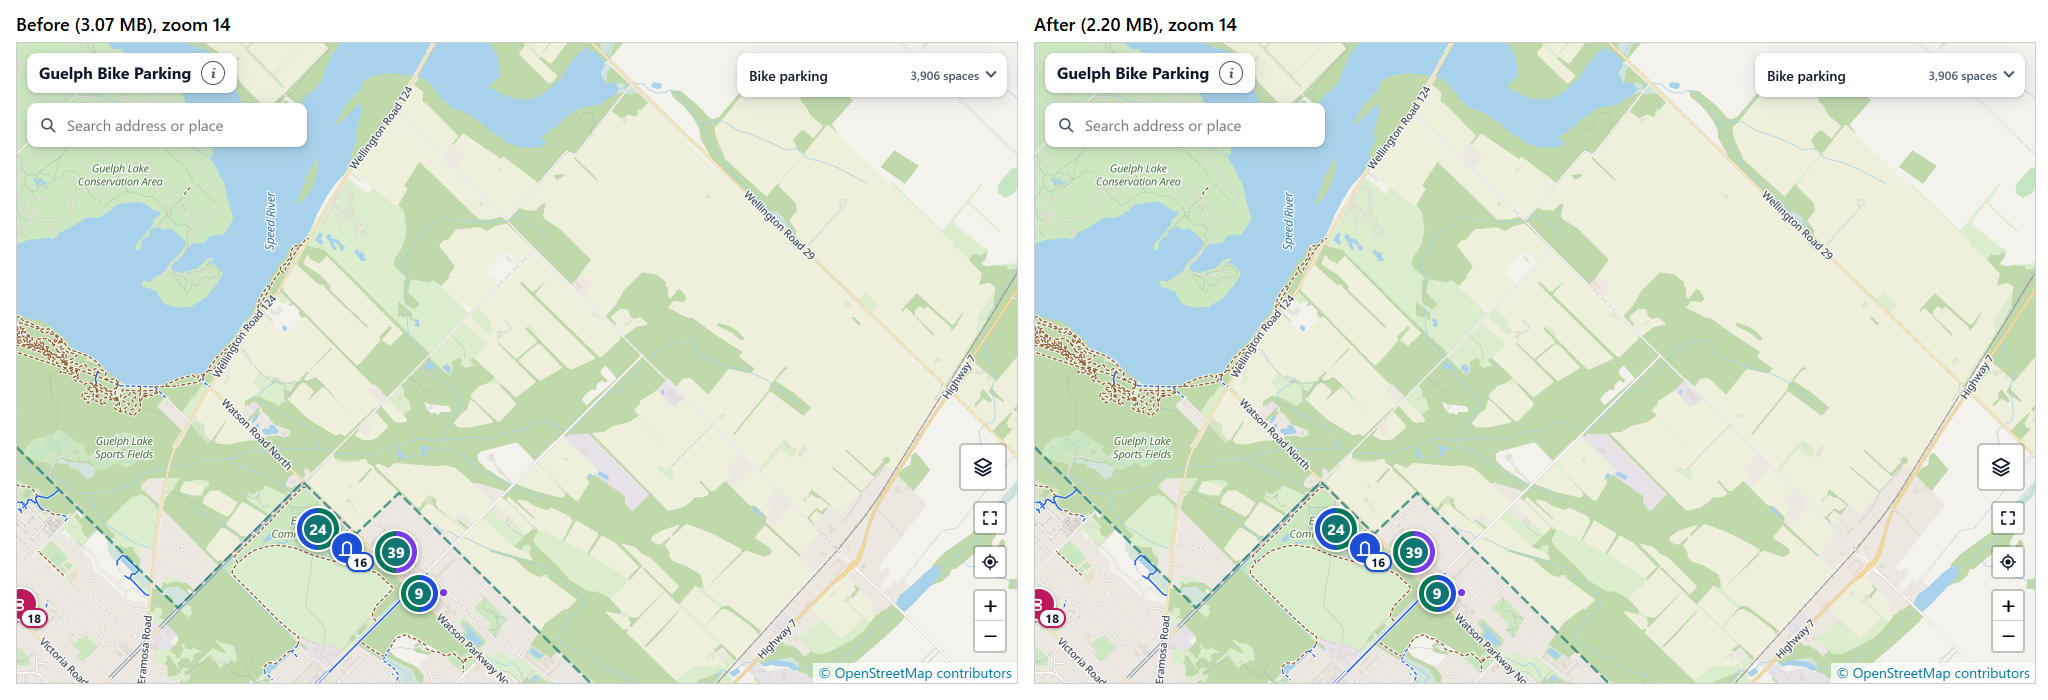 Before (3.07 MB), zoom 14
Guelph Bike Parking
i
Search address or place
Bike parking
3,906 spaces
Wellington Road 124
Guelph Lake
Conservation Area
Speed River
Wellington Road 29
Wellington Road 124
Highway 7
Watson Road North
Guelph Lake
Sports Fields
24
16
39
9
18
Watson Parkway No
Highway 7
Victoria Road
Eramosa Road
+
−
© OpenStreetMap contributors
After (2.20 MB), zoom 14
Guelph Bike Parking
i
Search address or place
Bike parking
3,906 spaces
Wellington Road 124
Guelph Lake
Conservation Area
Speed River
Wellington Road 29
Wellington Road 124
Highway 7
Watson Road North
Guelph Lake
Sports Fields
24
16
39
9
18
Watson Parkway No
Highway 7
Victoria Road
Eramosa Road
+
−
© OpenStreetMap contributors